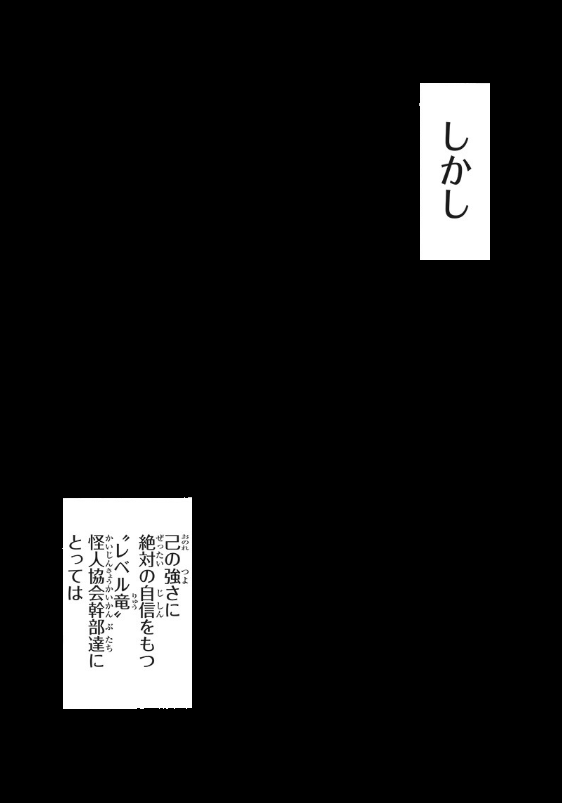 しかし
己の強さに
絶対の自信をもつ
〝レベル竜〟
怪人協会幹部達に
とっては